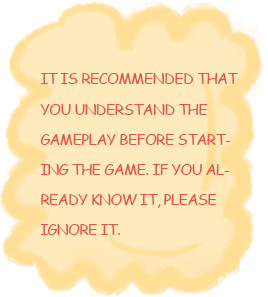 IT IS RECOMMENDED THAT
YOU UNDERSTAND THE
GAMEPLAY BEFORE START-
ING THE GAME. IF YOU AL-
READY KNOW IT, PLEASE
IGNORE IT.